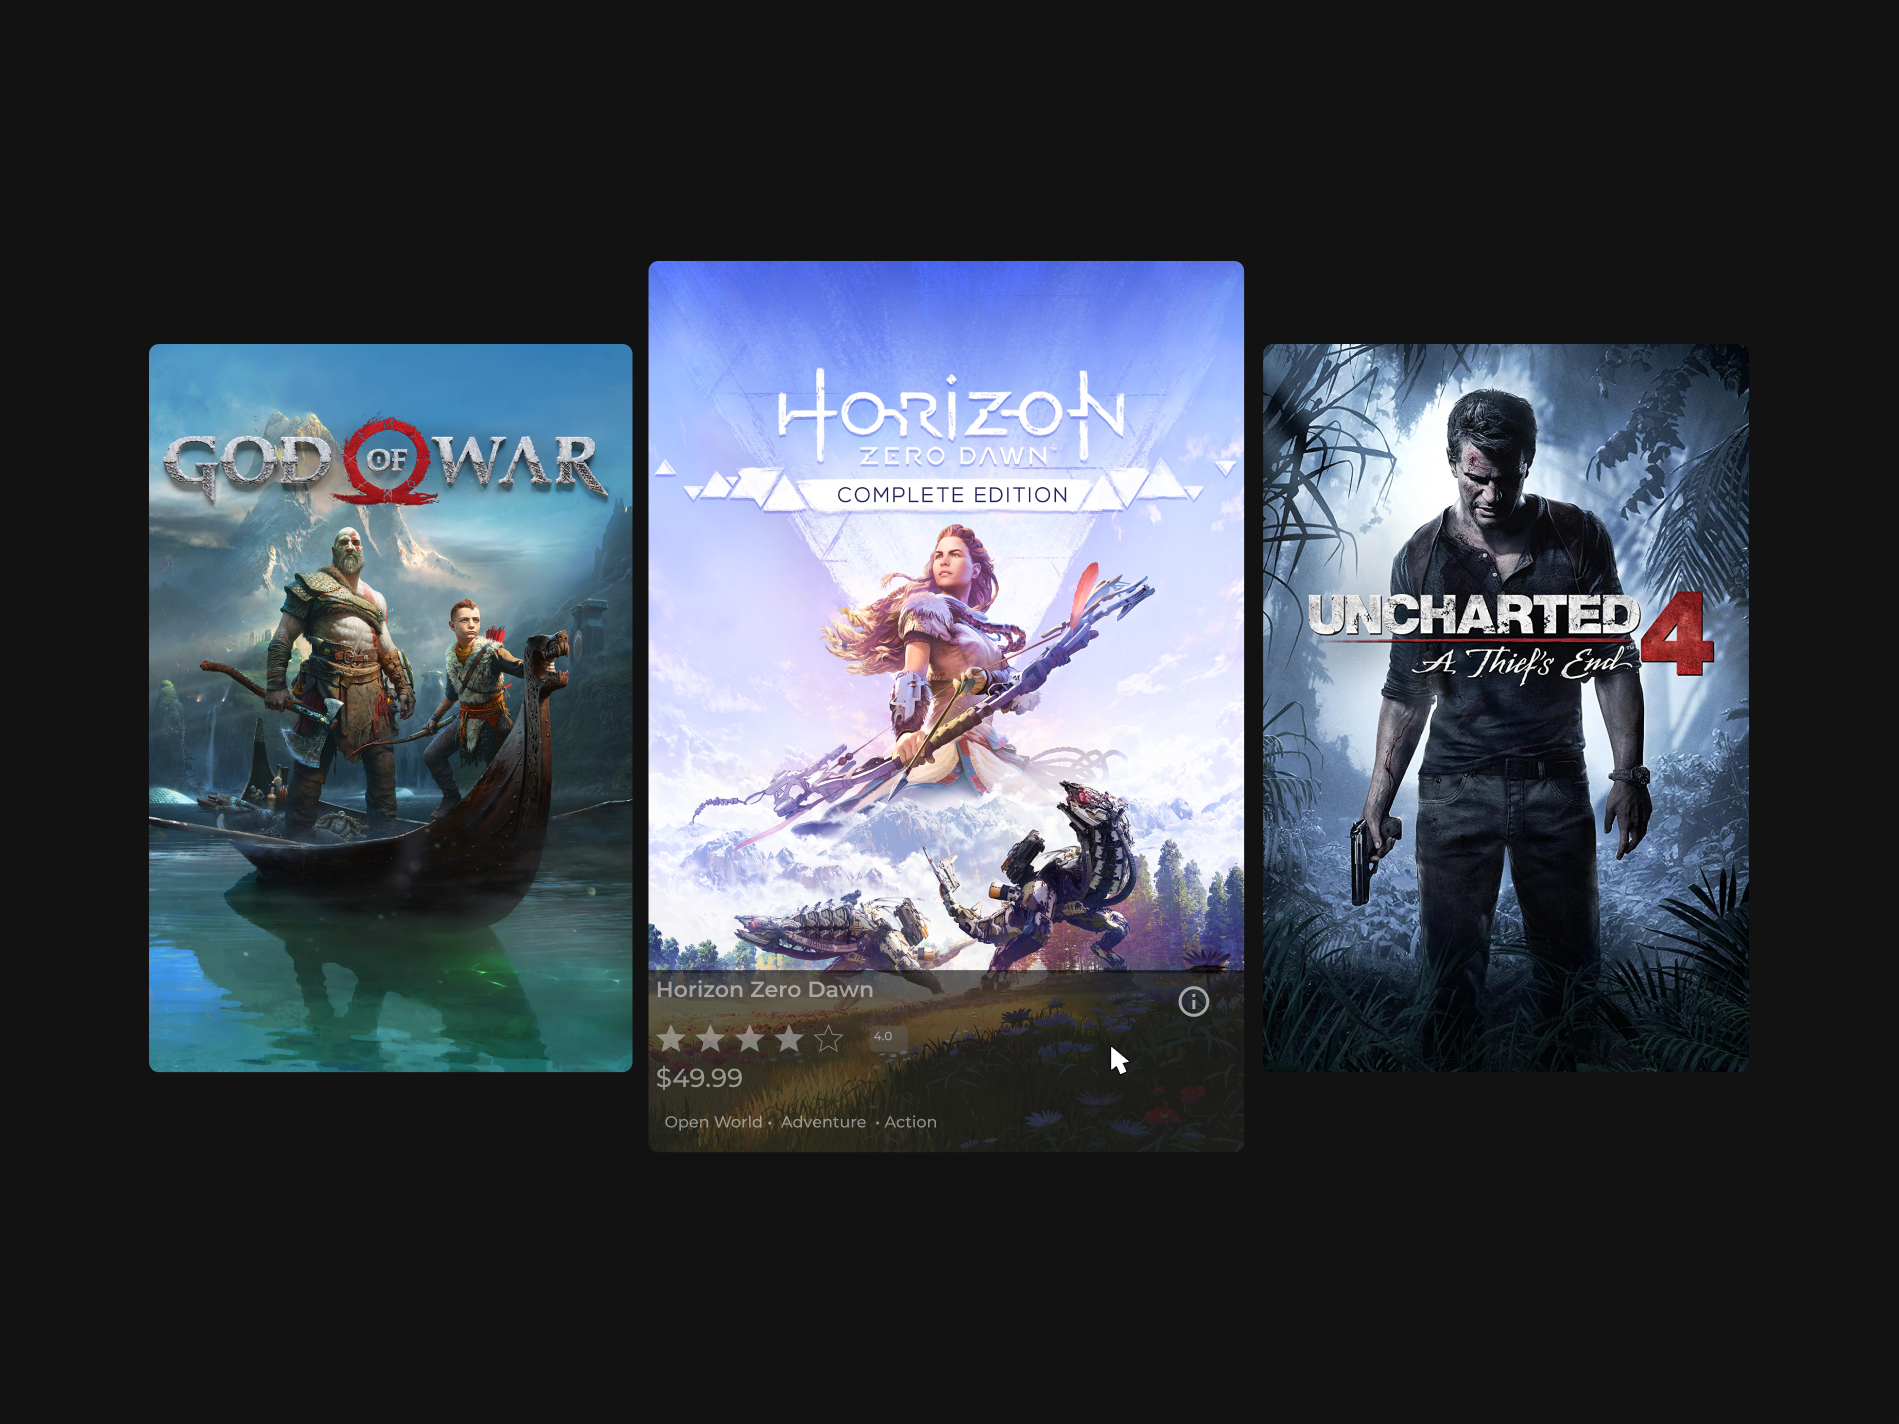 GOD OF WAR
HORIZON
ZERO DAWN™
COMPLETE EDITION
Horizon Zero Dawn
4.0
$49.99
Open World • Adventure • Action
UNCHARTED 4
A Thief's End™